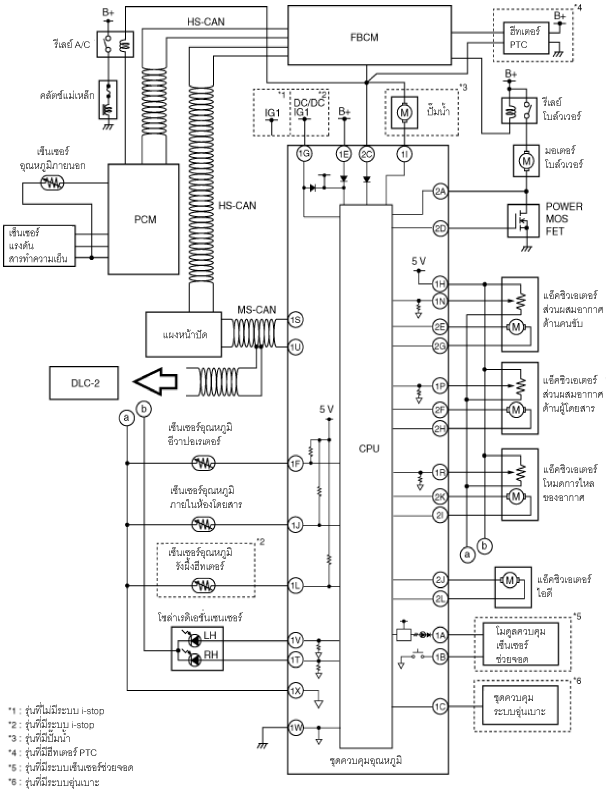 B+
HS-CAN
รีเลย์ A/C
คลัตช์แม่เหล็ก
FBCM
*4
ฮีทเตอร์
PTC
B+
B+
รีเลย์
โบล์วเวอร์
มอเตอร์
โบล์วเวอร์
POWER
MOS
FET
*1
IG1
*2
DC/DC
IG1
B+
*3
M
ปั๊มน้ำ
M
1G
1E
2C
1I
เซ็นเซอร์
อุณหภูมิภายนอก
PCM
เซ็นเซอร์
แรงดัน
สารทำความเย็น
HS-CAN
MS-CAN
แผงหน้าปัด
DLC-2
1S
1U
2A
2D
5 V
1H
1N
2E
2G
M
แอ็คชิวเอเตอร์
ส่วนผสมอากาศ
ด้านคนขับ
1P
2F
2H
M
แอ็คชิวเอเตอร์
ส่วนผสมอากาศ
ด้านผู้โดยสาร
1R
2K
2I
M
แอ็คชิวเอเตอร์
โหมดการไหล
ของอากาศ
a
b
a
b
5 V
CPU
เซ็นเซอร์อุณหภูมิ
อีวาปอเรเตอร์
1F
เซ็นเซอร์อุณหภูมิ
ภายในห้องโดยสาร
1J
*2
เซ็นเซอร์อุณหภูมิ
รังผึ้งฮีทเตอร์
1L
โซล่าเรดิเอชั่นเซนเซอร์
LH
RH
1V
1T
1X
1W
2J
2L
M
แอ็คชิวเอเตอร์
ไอดี
1A
1B
*5
โมดูลควบคุม
เซ็นเซอร์
ช่วยจอด
1C
*6
ชุดควบคุม
ระบบอุ่นเบาะ
ชุดควบคุมอุณหภูมิ
*1 : รุ่นที่ไม่มีระบบ i-stop
*2 : รุ่นที่มีระบบ i-stop
*3 : รุ่นที่มีปั๊มน้ำ
*4 : รุ่นที่มีฮีทเตอร์ PTC
*5 : รุ่นที่มีระบบเซ็นเซอร์ช่วยจอด
*6 : รุ่นที่มีระบบอุ่นเบาะ